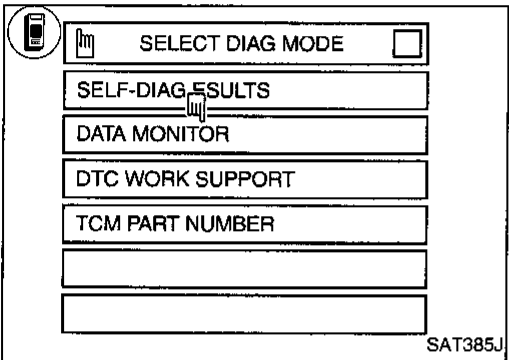 SELECT DIAG MODE
SELF-DIAG ESULTS
DATA MONITOR
DTC WORK SUPPORT
TCM PART NUMBER
SAT385J